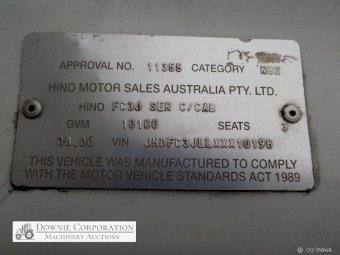 APPROVAL NO. 11355 CATEGORY NB2
HINO MOTOR SALES AUSTRALIA PTY. LTD.
HINO FC3J SER C/CAB
GVM 10100 SEATS 3
08.00 VIN JHDFC3JLLXXX10196
THIS VEHICLE WAS MANUFACTURED TO COMPLY
WITH THE MOTOR VEHICLE STANDARDS ACT 1989
DOWNIE CORPORATION
MACHINERY AUCTIONS
agrinous